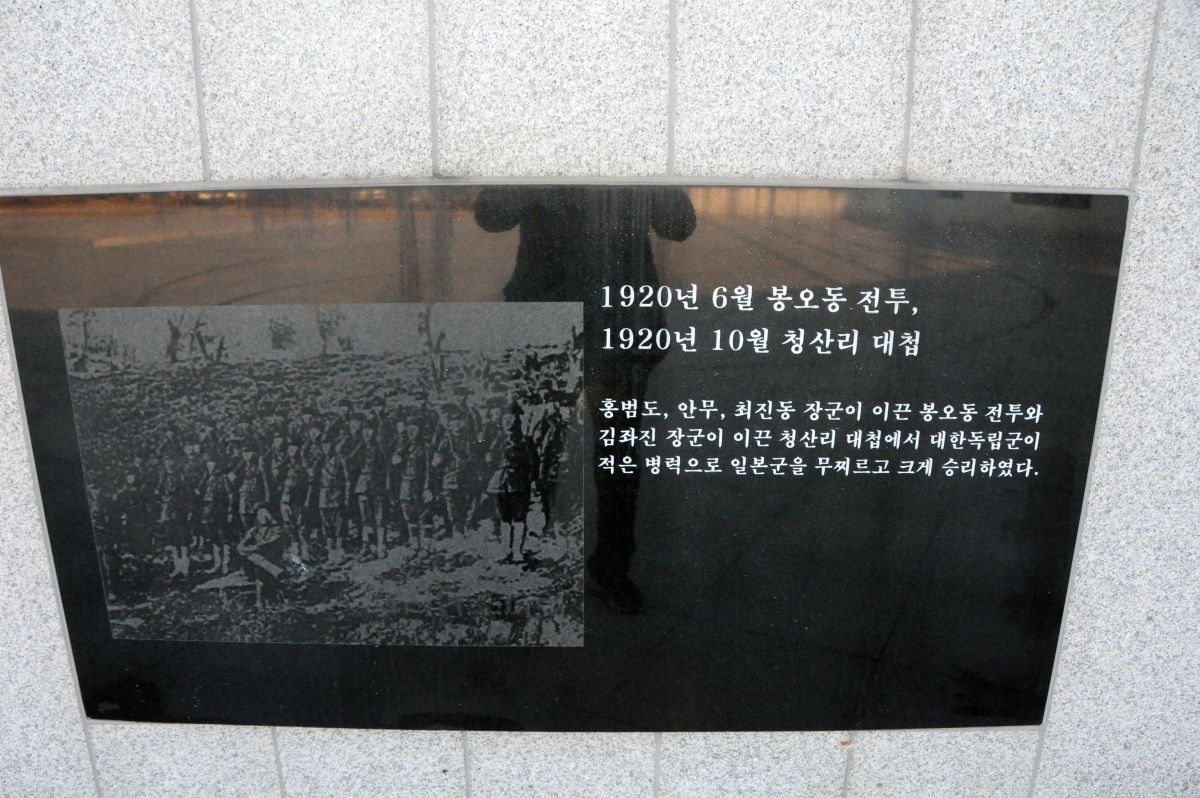 1920년 6월 봉오동 전투,
1920년 10월 청산리 대첩
홍범도, 안무, 최진동 장군이 이끈 봉오동 전투와
김좌진 장군이 이끈 청산리 대첩에서 대한독립군이
적은 병력으로 일본군을 무찌르고 크게 승리하였다.